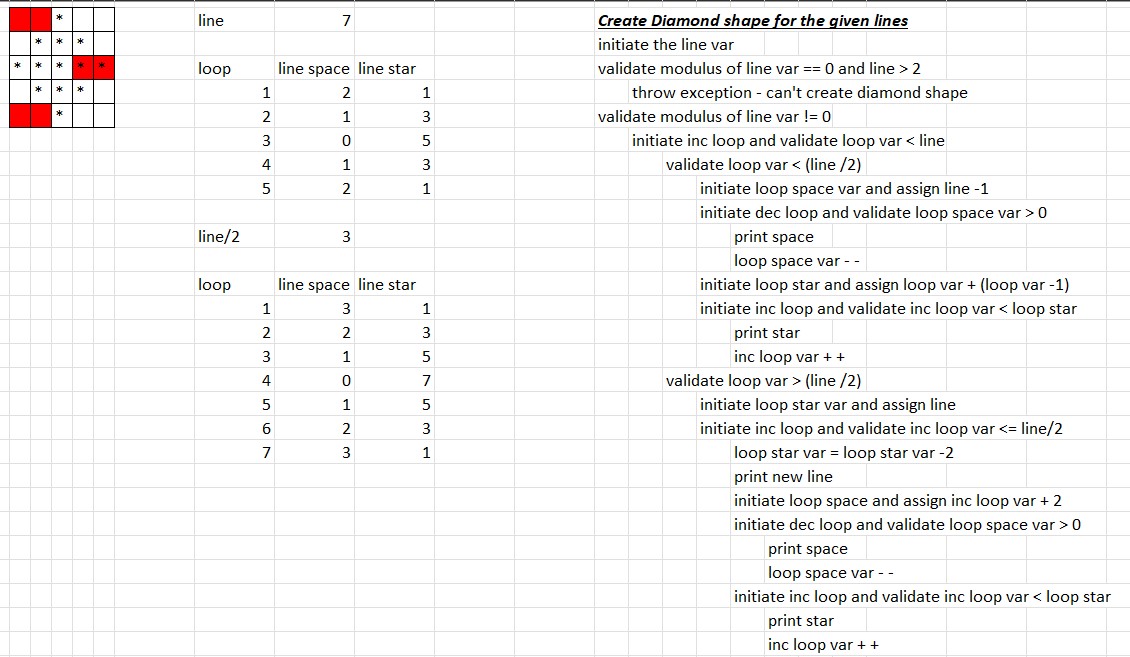 *
* * *
* * * * *
* * *
*
line 7
loop line space line star
1 2 1
2 1 3
3 0 5
4 1 3
5 2 1
line/2 3
loop line space line star
1 3 1
2 2 3
3 1 5
4 0 7
5 1 5
6 2 3
7 3 1
Create Diamond shape for the given lines
initiate the line var
validate modulus of line var == 0 and line > 2
throw exception - can't create diamond shape
validate modulus of line var != 0
initiate inc loop and validate loop var < line
validate loop var < (line /2)
initiate loop space var and assign line -1
initiate dec loop and validate loop space var > 0
print space
loop space var - -
initiate loop star and assign loop var + (loop var -1)
initiate inc loop and validate inc loop var < loop star
print star
inc loop var + +
validate loop var > (line /2)
initiate loop star var and assign line
initiate inc loop and validate inc loop var <= line/2
loop star var = loop star var -2
print new line
initiate loop space and assign inc loop var + 2
initiate dec loop and validate loop space var > 0
print space
loop space var - -
initiate inc loop and validate inc loop var < loop star
print star
inc loop var + +